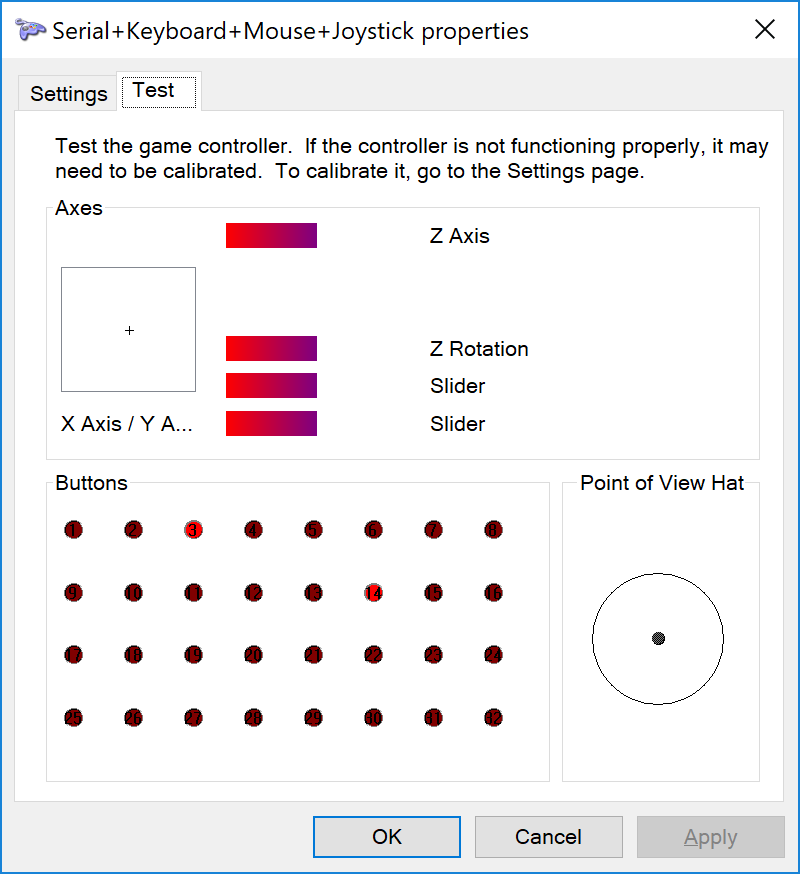 Serial+Keyboard+Mouse+Joystick properties
Settings
Test
Test the game controller.  If the controller is not functioning properly, it may
need to be calibrated.  To calibrate it, go to the Settings page.
Axes
Z Axis
Z Rotation
Slider
X Axis / Y A...
Slider
Buttons
1 2 3 4 5 6 7 8
9 10 11 12 13 14 15 16
17 18 19 20 21 22 23 24
25 26 27 28 29 30 31 32
Point of View Hat
OK
Cancel
Apply